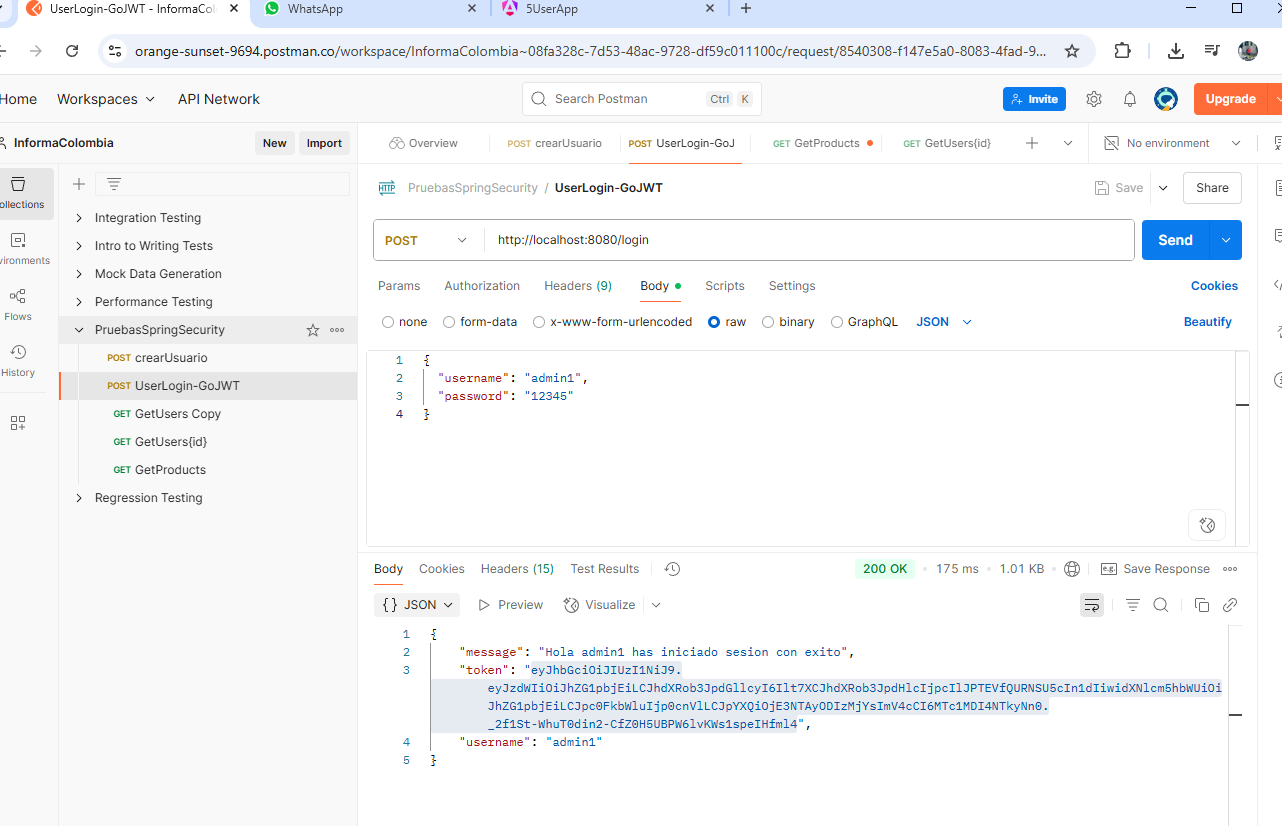 UserLogin-GoJWT - InformaColo
WhatsApp
5UserApp
orange-sunset-9694.postman.co/workspace/InformaColombia~08fa328c-7d53-48ac-9728-df59c011100c/request/8540308-f147e5a0-8083-4fad-9...
Home Workspaces API Network Search Postman Ctrl K Invite Upgrade
InformaColombia New Import Overview POST crearUsuario POST UserLogin-GoJ GET GetProducts GET GetUsers{id} No environment
HTTP PruebasSpringSecurity / UserLogin-GoJWT Save Share
ollections
vironments
Flows
History
Integration Testing
Intro to Writing Tests
Mock Data Generation
Performance Testing
PruebasSpringSecurity
POST crearUsuario
POST UserLogin-GoJWT
GET GetUsers Copy
GET GetUsers{id}
GET GetProducts
Regression Testing
POST http://localhost:8080/login Send
Params Authorization Headers (9) Body Scripts Settings Cookies
none form-data x-www-form-urlencoded raw binary GraphQL JSON Beautify
1 {
2 "username": "admin1",
3 "password": "12345"
4 }
Body Cookies Headers (15) Test Results 200 OK 175 ms 1.01 KB e.g. Save Response
{} JSON Preview Visualize
1 {
2 "message": "Hola admin1 has iniciado sesion con exito",
3 "token": "eyJhbGciOiJIUzI1NiJ9.
eyJzdWIiOiJhZG1pbjEiLCJhdXRob3JpdGllcyI6Ilt7XCJhdXRob3JpdHlcIjpcIlJPTEVfQURNSU5cIn1dIiwidXNlcm5hbWUiOi
JhZG1pbjEiLCJpc0FkbWluIjp0cnVlLCJpYXQiOjE3NTAyODIzMjYsImV4cCI6MTc1MDI4NTkyNn0.
_2f1St-WhuT0din2-CfZ0H5UBPW6lvKWs1speIHfml4",
4 "username": "admin1"
5 }